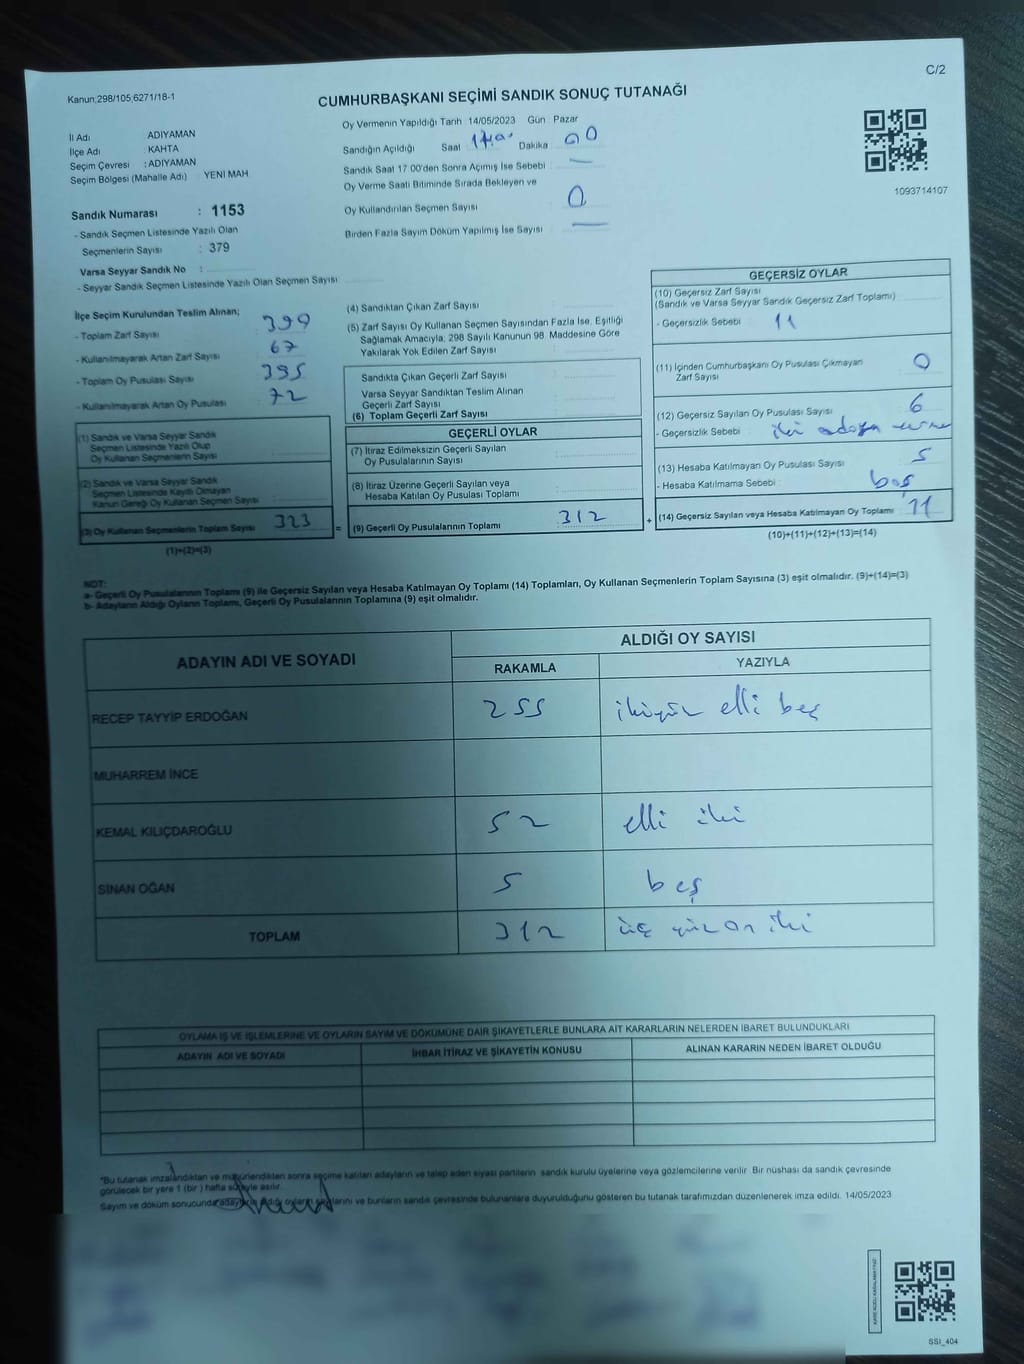 C/2
Kanun;298/105;6271/18-1
CUMHURBAŞKANI SEÇİMİ SANDIK SONUÇ TUTANAĞI
1093714107
İl Adı ADIYAMAN
İlçe Adı : KAHTA
Seçim Çevresi : ADIYAMAN
Seçim Bölgesi (Mahalle Adı) : YENİ MAH.
Oy Vermenin Yapıldığı Tarih 14/05/2023 Gün Pazar
Sandığın Açıldığı Saat Dakika 00
Sandık Saat 17:00'den Sonra Açımış İse Sebebi —
Oy Verme Saati Bitiminde Sırada Bekleyen ve
Oy Kullandırılan Seçmen Sayısı 0
Birden Fazla Sayım Döküm Yapılmış İse Sayısı —
Sandık Numarası : 1153
- Sandık Seçmen Listesinde Yazılı Olan
Seçmenlerin Sayısı : 379
Varsa Seyyar Sandık No :
- Seyyar Sandık Seçmen Listesinde Yazılı Olan Seçmen Sayısı
İlçe Seçim Kurulundan Teslim Alınan;
- Toplam Zarf Sayısı 399
- Kullanılmayarak Artan Zarf Sayısı 67
- Toplam Oy Pusulası Sayısı 395
- Kullanılmayarak Artan Oy Pusulası 72
(1) Sandık ve Varsa Seyyar Sandık
Seçmen Listesinde Yazılı Olup
Oy Kullanan Seçmenlerin Sayısı
(2) Sandık ve Varsa Seyyar Sandık
Seçmen Listesinde Kayıtlı Olmayan
Kanun Gereği Oy Kullanan Seçmen Sayısı
(3) Oy Kullanan Seçmenlerin Toplam Sayısı 323 =
(1)+(2)=(3)
(4) Sandıktan Çıkan Zarf Sayısı
(5) Zarf Sayısı Oy Kullanan Seçmen Sayısından Fazla İse, Eşitliği
Sağlamak Amacıyla, 298 Sayılı Kanunun 98. Maddesine Göre
Yakılarak Yok Edilen Zarf Sayısı
Sandıkta Çıkan Geçerli Zarf Sayısı
Varsa Seyyar Sandıktan Teslim Alınan
Geçerli Zarf Sayısı
(6) Toplam Geçerli Zarf Sayısı
GEÇERLİ OYLAR
(7) İtiraz Edilmeksizin Geçerli Sayılan
Oy Pusulalarının Sayısı
(8) İtiraz Üzerine Geçerli Sayılan veya
Hesaba Katılan Oy Pusulası Toplamı
(9) Geçerli Oy Pusulalarının Toplamı 312 +
GEÇERSİZ OYLAR
(10) Geçersiz Zarf Sayısı
(Sandık ve Varsa Seyyar Sandık Geçersiz Zarf Toplamı)
- Geçersizlik Sebebi 11
(11) İçinden Cumhurbaşkanı Oy Pusulası Çıkmayan
Zarf Sayısı 0
(12) Geçersiz Sayılan Oy Pusulası Sayısı 6
- Geçersizlik Sebebi : iki adaya
(13) Hesaba Katılmayan Oy Pusulası Sayısı 5
- Hesaba Katılmama Sebebi : beş
(14) Geçersiz Sayılan veya Hesaba Katılmayan Oy Toplamı 11
(10)+(11)+(12)+(13)=(14)
NOT:
a- Geçerli Oy Pusulalarının Toplamı (9) ile Geçersiz Sayılan veya Hesaba Katılmayan Oy Toplamı (14) Toplamları, Oy Kullanan Seçmenlerin Toplam Sayısına (3) eşit olmalıdır. (9)+(14)=(3)
b- Adayların Aldığı Oyların Toplamı, Geçerli Oy Pusulalarının Toplamına (9) eşit olmalıdır.
ADAYIN ADI VE SOYADI
ALDIĞI OY SAYISI
RAKAMLA YAZIYLA
RECEP TAYYİP ERDOĞAN 255 ikiyüz elli beş
MUHARREM İNCE
KEMAL KILIÇDAROĞLU 52 elli iki
SİNAN OĞAN 5 beş
TOPLAM 312 üç yüz on iki
OYLAMA İŞ VE İŞLEMLERİNE VE OYLARIN SAYIM VE DÖKÜMÜNE DAİR ŞİKAYETLERLE BUNLARA AİT KARARLARIN NELERDEN İBARET BULUNDUKLARI
ADAYIN ADI VE SOYADI İHBAR İTİRAZ VE ŞİKAYETİN KONUSU ALINAN KARARIN NEDEN İBARET OLDUĞU
*Bu tutanak imzalandıktan ve mühürlendikten sonra seçime katılan adayların ve talep eden siyasi partilerin sandık kurulu üyelerine veya gözlemcilerine verilir. Bir nüshası da sandık çevresinde
görülecek bir yere 1 (bir) hafta süreyle asılır.
Sayım ve döküm sonucunda adayların aldığı oyların sayılarını ve bunların sandık çevresinde bulunanlara duyurulduğunu gösteren bu tutanak tarafımızdan düzenlenerek imza edildi. 14/05/2023
SSİ_404